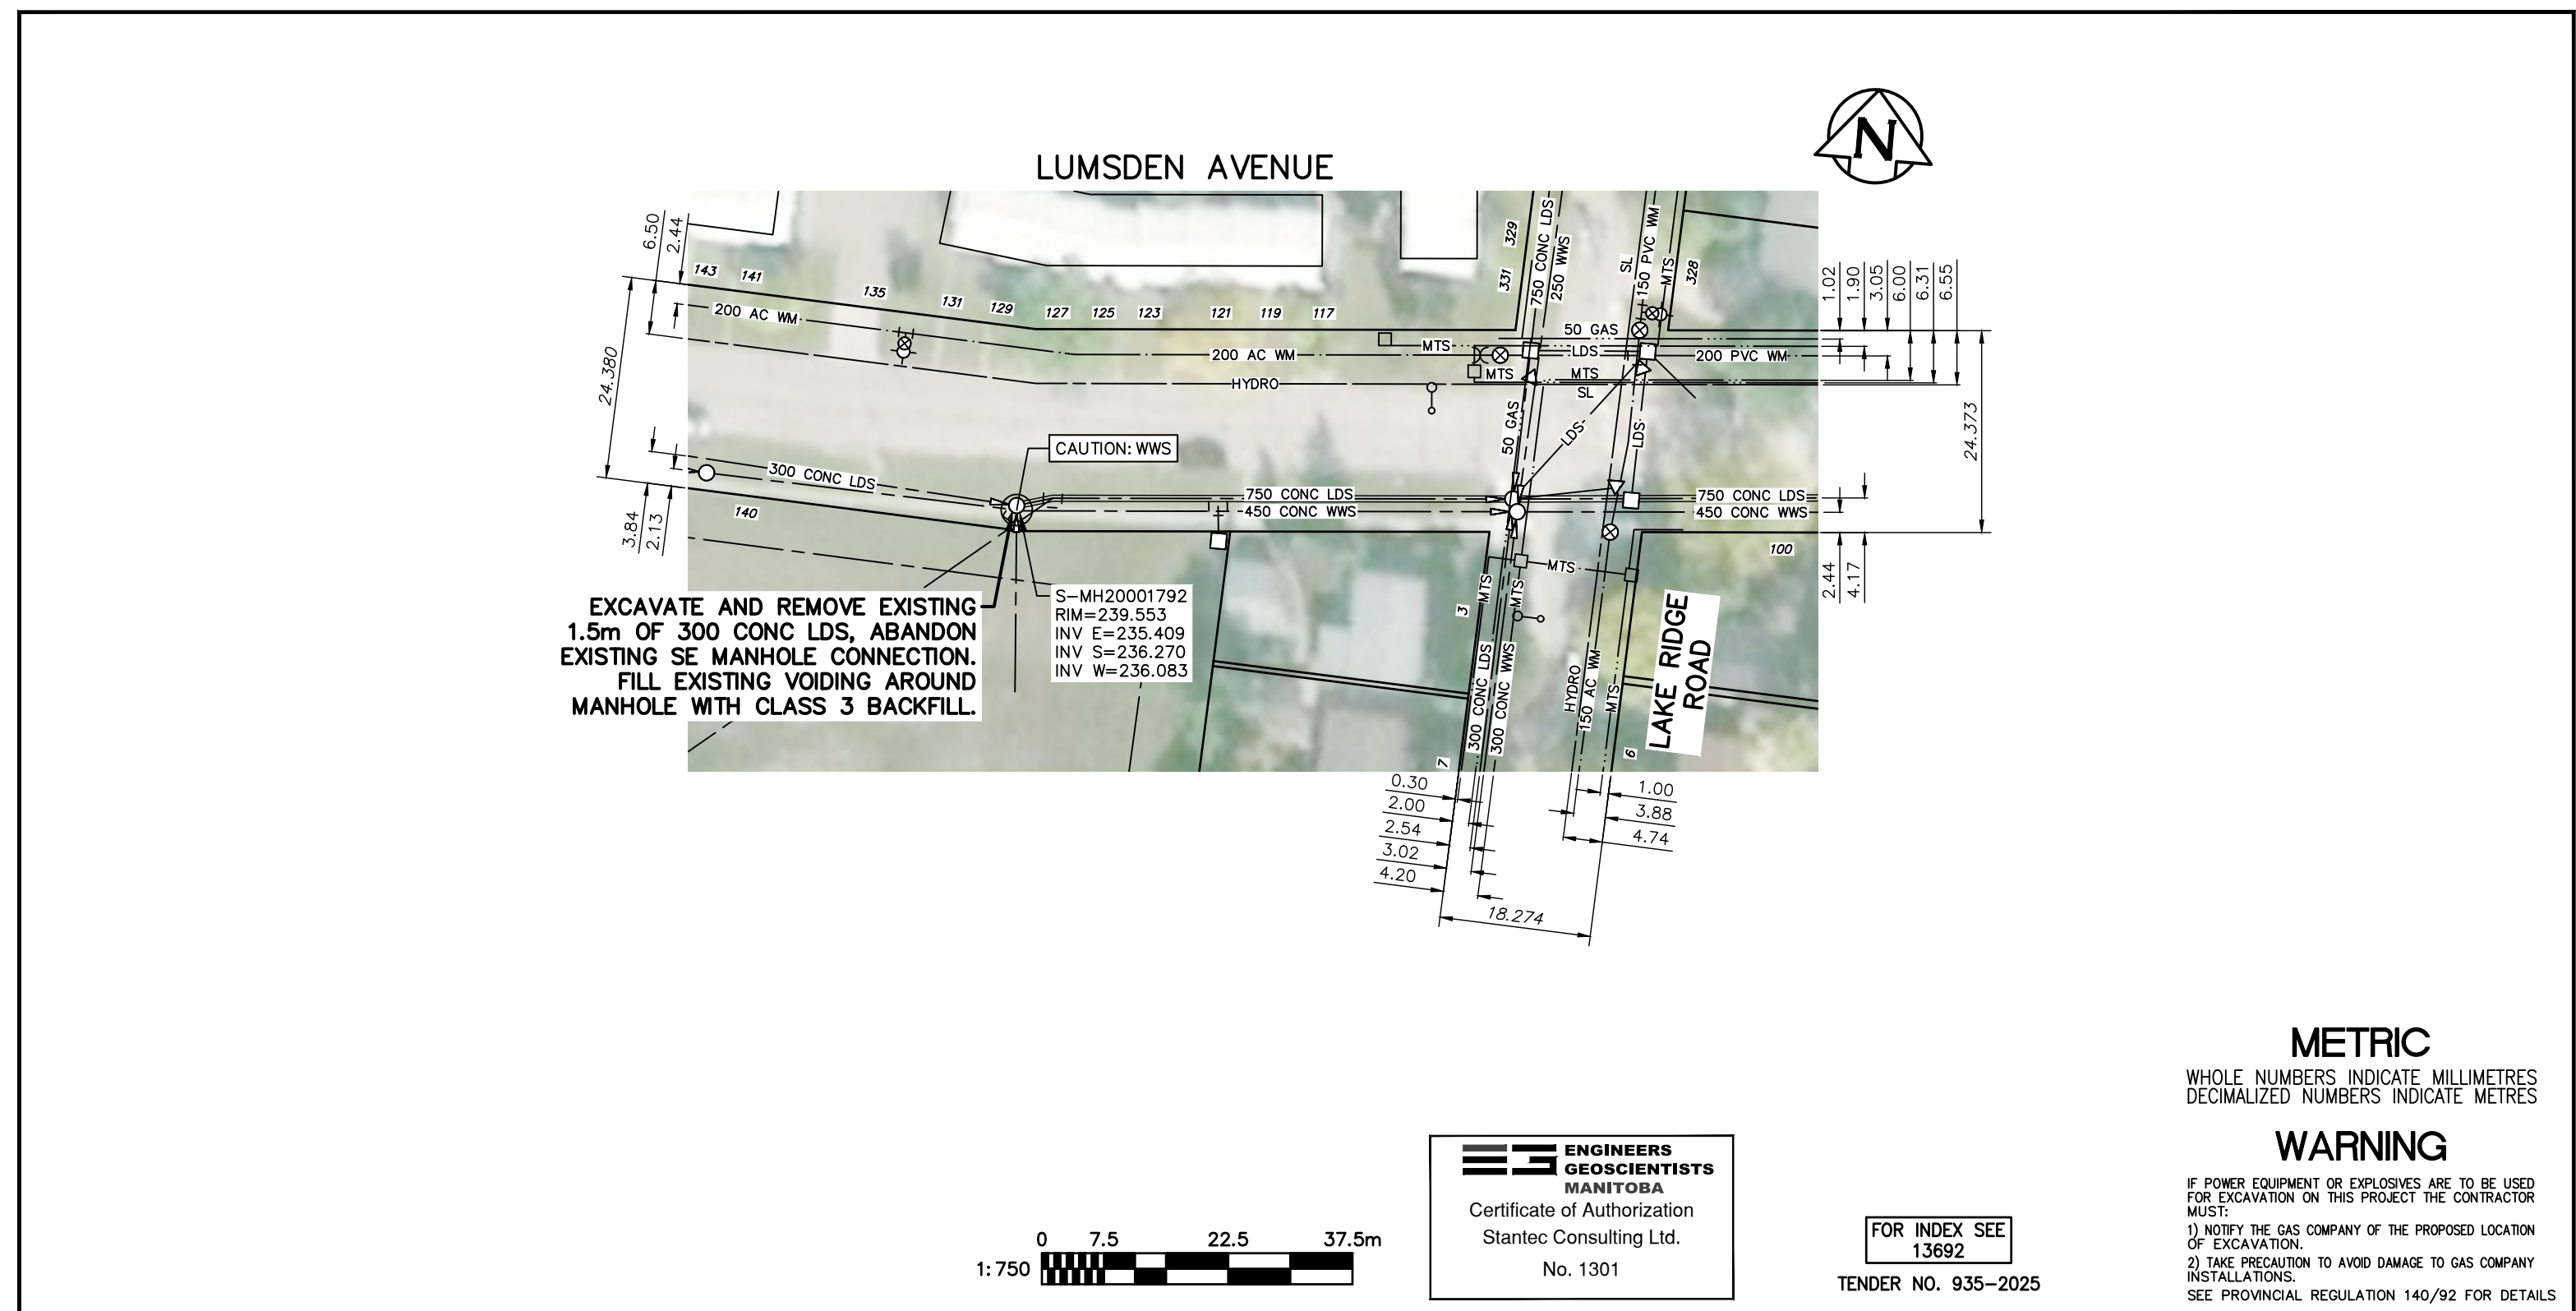 LUMSDEN AVENUE
N
6.50
2.44
24.380
3.84
2.13
143
141
135
131
129
127
125
123
121
119
117
331
329
328
200 AC WM
200 AC WM
HYDRO
MTS
MTS
50 GAS
LDS
MTS
SL
200 PVC WM
750 CONC LDS
250 WWS
SL
150 PVC WM
MTS
50 GAS
LDS
LDS
1.02
1.90
3.05
6.00
6.31
6.55
24.373
2.44
4.17
CAUTION: WWS
300 CONC LDS
140
750 CONC LDS
450 CONC WWS
750 CONC LDS
450 CONC WWS
100
EXCAVATE AND REMOVE EXISTING
1.5m OF 300 CONC LDS, ABANDON
EXISTING SE MANHOLE CONNECTION.
FILL EXISTING VOIDING AROUND
MANHOLE WITH CLASS 3 BACKFILL.
S-MH20001792
RIM=239.553
INV E=235.409
INV S=236.270
INV W=236.083
MTS
MTS
MTS
3
7
6
300 CONC LDS
300 CONC WWS
HYDRO
150 AC WM
MTS
LAKE RIDGE
ROAD
0.30
2.00
2.54
3.02
4.20
1.00
3.88
4.74
18.274
METRIC
WHOLE NUMBERS INDICATE MILLIMETRES
DECIMALIZED NUMBERS INDICATE METRES
WARNING
IF POWER EQUIPMENT OR EXPLOSIVES ARE TO BE USED
FOR EXCAVATION ON THIS PROJECT THE CONTRACTOR
MUST:
1) NOTIFY THE GAS COMPANY OF THE PROPOSED LOCATION
OF EXCAVATION.
2) TAKE PRECAUTION TO AVOID DAMAGE TO GAS COMPANY
INSTALLATIONS.
SEE PROVINCIAL REGULATION 140/92 FOR DETAILS
1:750
0 7.5 22.5 37.5m
ENGINEERS
GEOSCIENTISTS
MANITOBA
Certificate of Authorization
Stantec Consulting Ltd.
No. 1301
FOR INDEX SEE
13692
TENDER NO. 935-2025